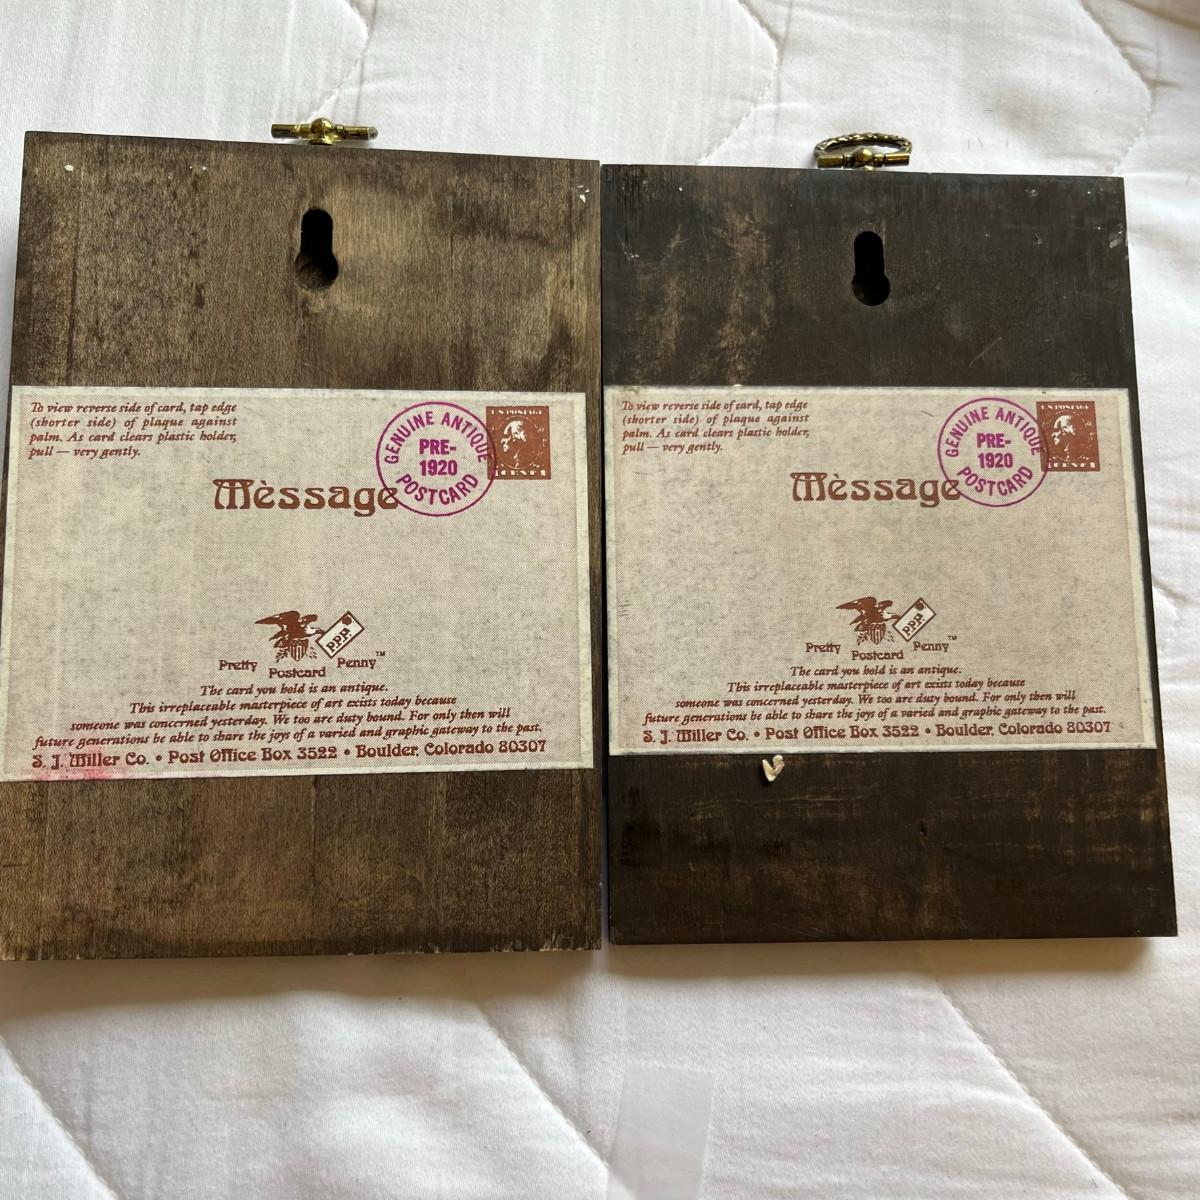 To view reverse side of card, tap edge
(shorter side) of plaque against
palm. As card clears plastic holder,
pull — very gently.
GENUINE ANTIQUE
PRE-
1920
POSTCARD
Mèssage
P.P.P.
Pretty Postcard Penny™
The card you hold is an antique.
This irreplaceable masterpiece of art exists today because
someone was concerned yesterday. We too are duty bound. For only then will
future generations be able to share the joys of a varied and graphic gateway to the past.
S. J. Miller Co. • Post Office Box 3522 • Boulder, Colorado 80307
To view reverse side of card, tap edge
(shorter side) of plaque against
palm. As card clears plastic holder,
pull — very gently.
GENUINE ANTIQUE
PRE-
1920
POSTCARD
Mèssage
P.P.P.
Pretty Postcard Penny™
The card you hold is an antique.
This irreplaceable masterpiece of art exists today because
someone was concerned yesterday. We too are duty bound. For only then will
future generations be able to share the joys of a varied and graphic gateway to the past.
S. J. Miller Co. • Post Office Box 3522 • Boulder, Colorado 80307